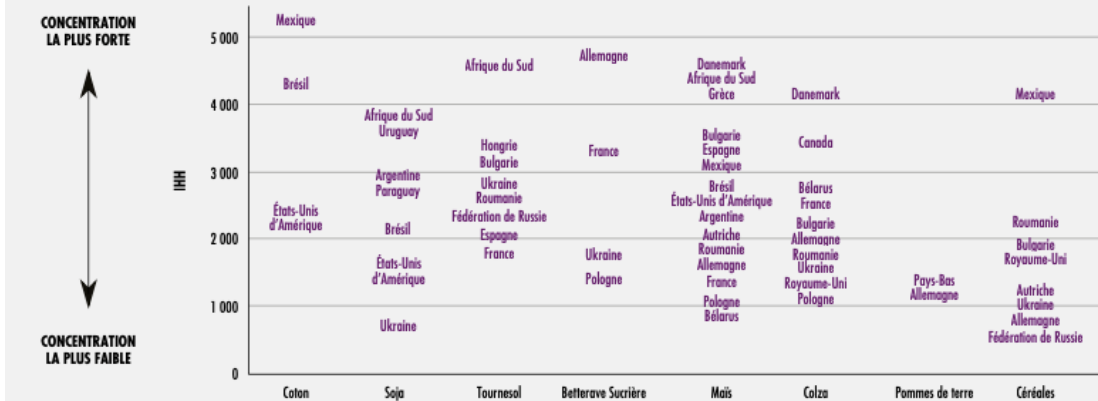 CONCENTRATION
LA PLUS FORTE
CONCENTRATION
LA PLUS FAIBLE
IHH
5 000
4 000
3 000
2 000
1 000
0
Mexique
Brésil
États-Unis
d'Amérique
Coton
Afrique du Sud
Uruguay
Argentine
Paraguay
Brésil
États-Unis
d'Amérique
Ukraine
Soja
Afrique du Sud
Hongrie
Bulgarie
Ukraine
Roumanie
Fédération de Russie
Espagne
France
Tournesol
Allemagne
France
Ukraine
Pologne
Betterave Sucrière
Danemark
Afrique du Sud
Grèce
Bulgarie
Espagne
Mexique
Brésil
États-Unis d'Amérique
Argentine
Autriche
Roumanie
Allemagne
France
Pologne
Bélarus
Maïs
Danemark
Canada
Bélarus
France
Bulgarie
Allemagne
Roumanie
Ukraine
Royaume-Uni
Pologne
Colza
Pays-Bas
Allemagne
Pommes de terre
Mexique
Roumanie
Bulgarie
Royaume-Uni
Autriche
Ukraine
Allemagne
Fédération de Russie
Céréales